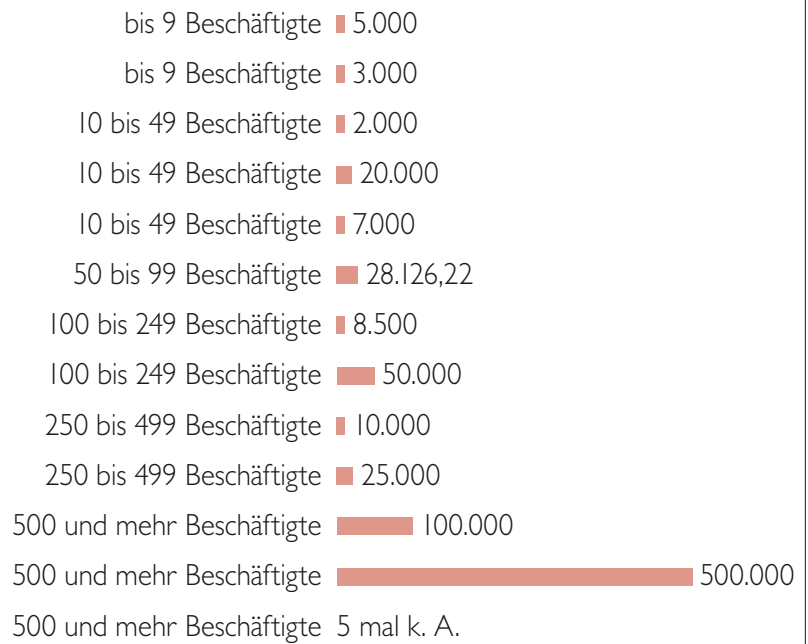 bis 9 Beschäftigte 5.000
bis 9 Beschäftigte 3.000
10 bis 49 Beschäftigte 2.000
10 bis 49 Beschäftigte 20.000
10 bis 49 Beschäftigte 7.000
50 bis 99 Beschäftigte 28.126,22
100 bis 249 Beschäftigte 8.500
100 bis 249 Beschäftigte 50.000
250 bis 499 Beschäftigte 10.000
250 bis 499 Beschäftigte 25.000
500 und mehr Beschäftigte 100.000
500 und mehr Beschäftigte 500.000
500 und mehr Beschäftigte 5 mal k. A.